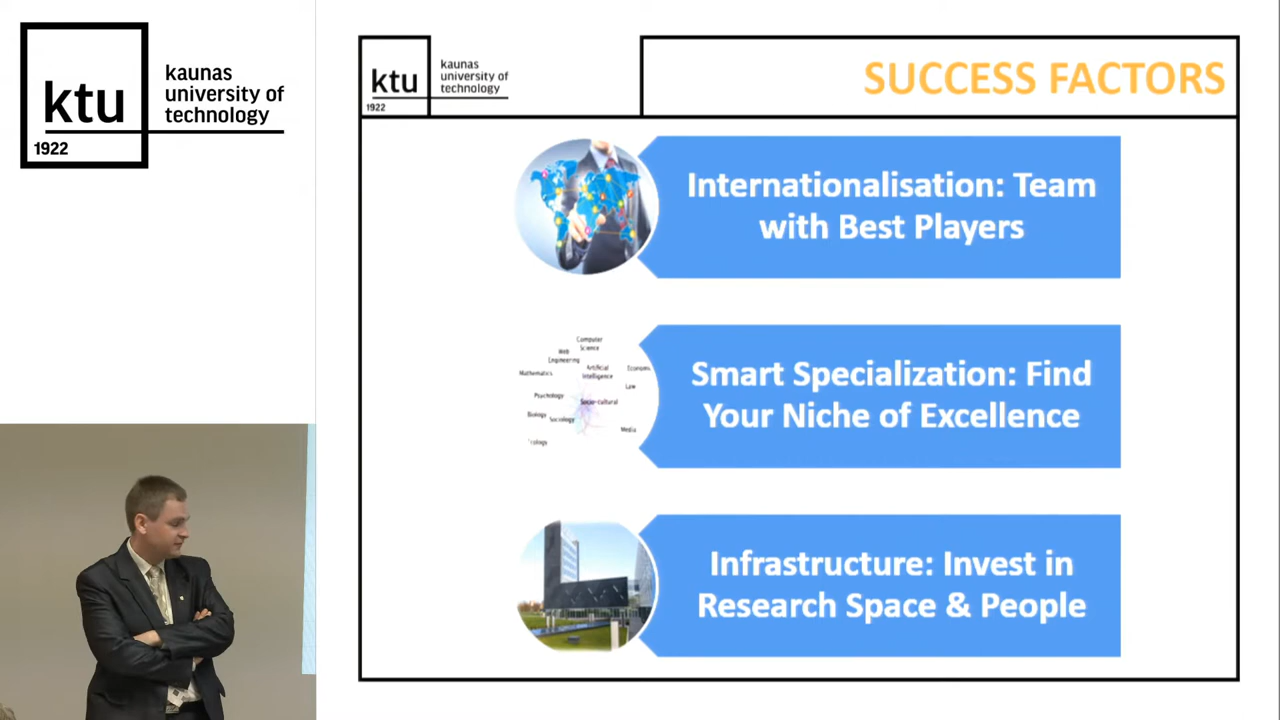 ktu
1922
kaunas
university of
technology
ktu
1922
kaunas
university of
technology
SUCCESS FACTORS
Internationalisation: Team
with Best Players
Computer
Science
Web
Engineering
Artificial
Intelligence
Mathematics
Law
Psychology
Socio-cultural
Biology
Sociology
Media
Smart Specialization: Find
Your Niche of Excellence
Infrastructure: Invest in
Research Space & People